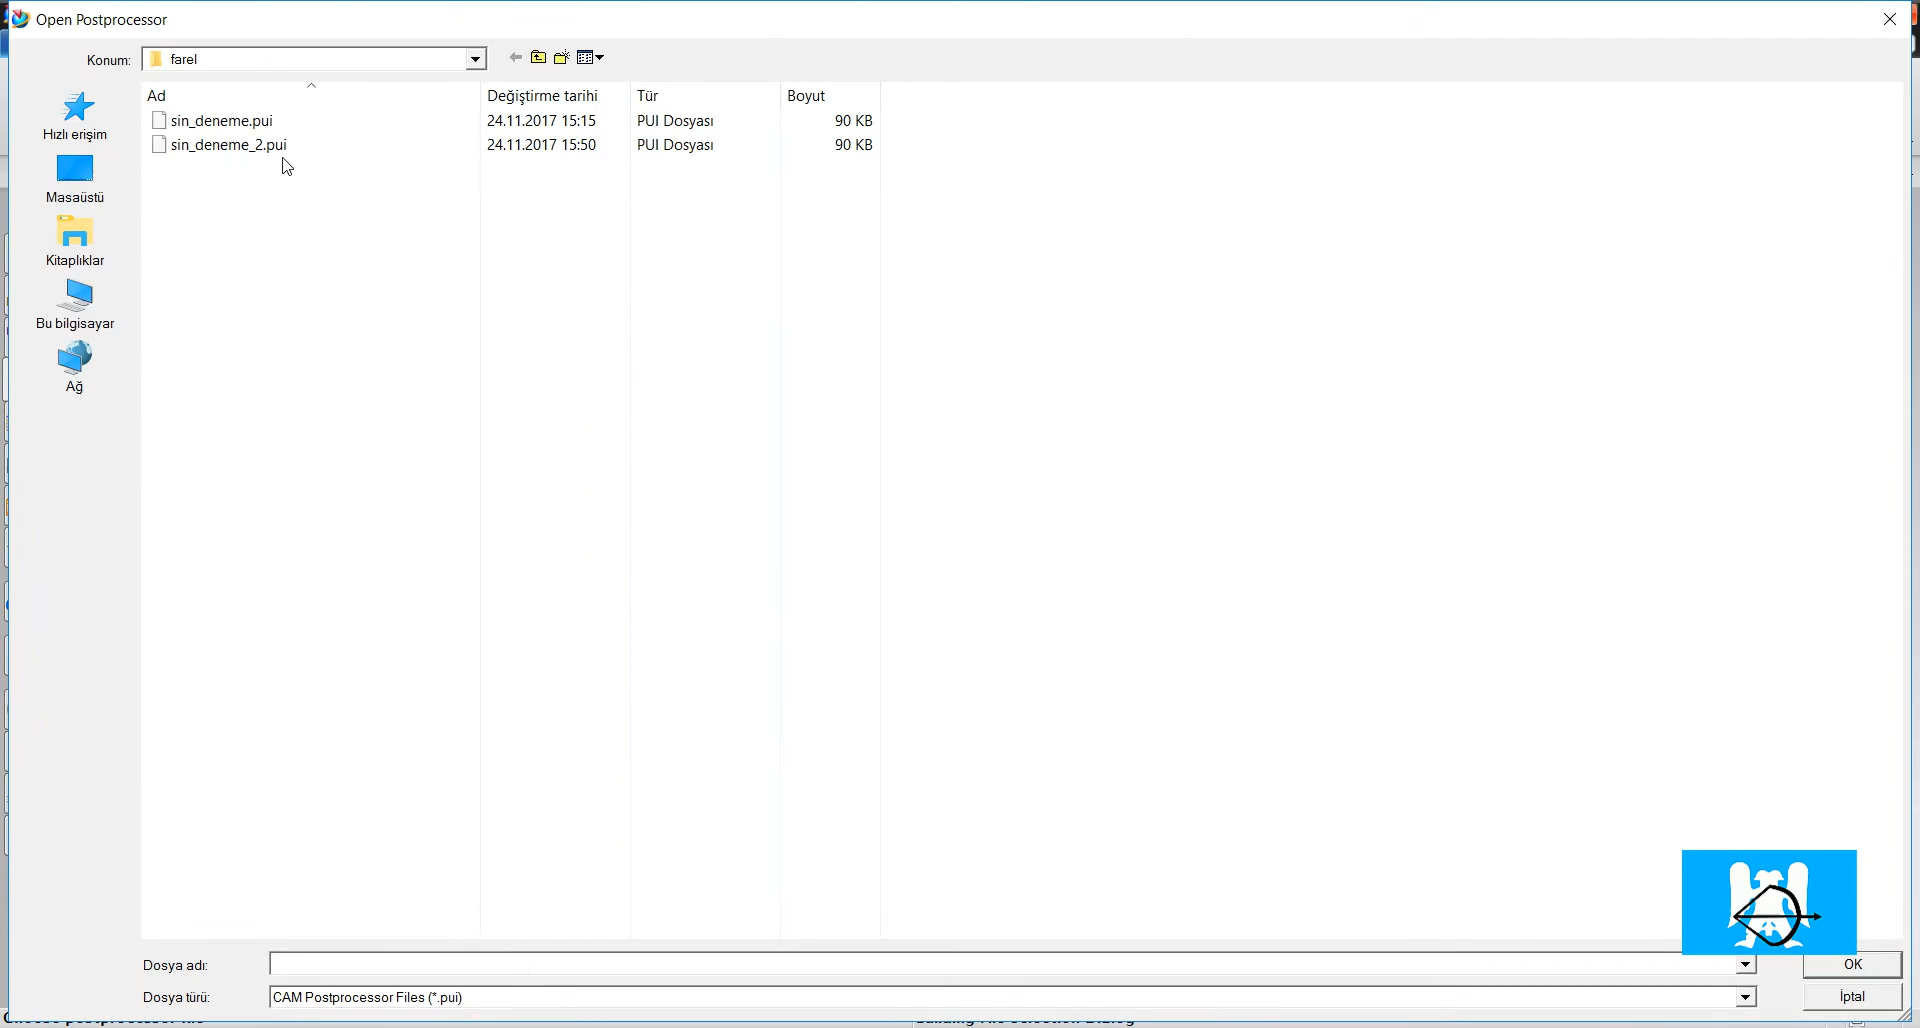 Open Postprocessor
Konum: farel
Ad Değiştirme tarihi Tür Boyut
sin_deneme.pui 24.11.2017 15:15 PUI Dosyası 90 KB
sin_deneme_2.pui 24.11.2017 15:50 PUI Dosyası 90 KB
Hızlı erişim
Masaüstü
Kitaplıklar
Bu bilgisayar
Ağ
Dosya adı: OK
Dosya türü: CAM Postprocessor Files (*.pui) İptal